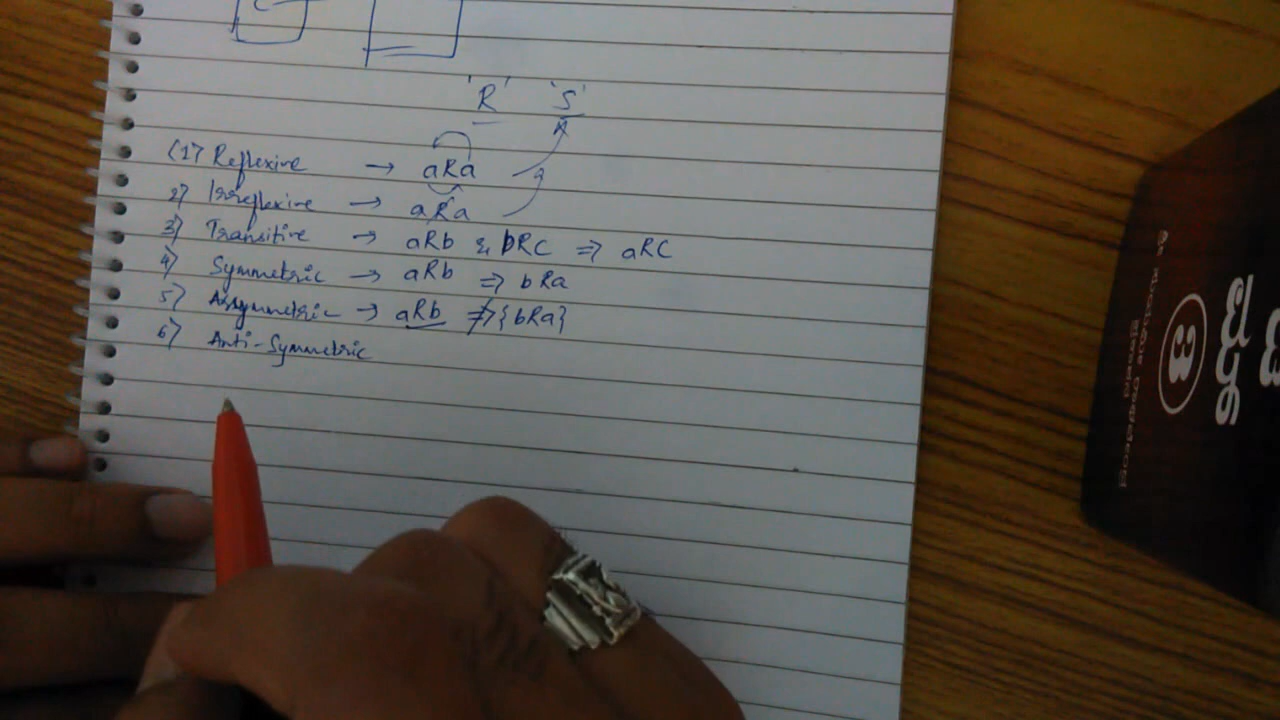 C
'R' 'S'
(1) Reflexive → aRa
2) Irreflexive → aRa
3) Transitive → aRb & bRC ⇒ aRC
4) Symmetric → aRb ⇒ bRa
5) Assymmetric → aRb ⇏ {bRa}
6) Anti-Symmetric